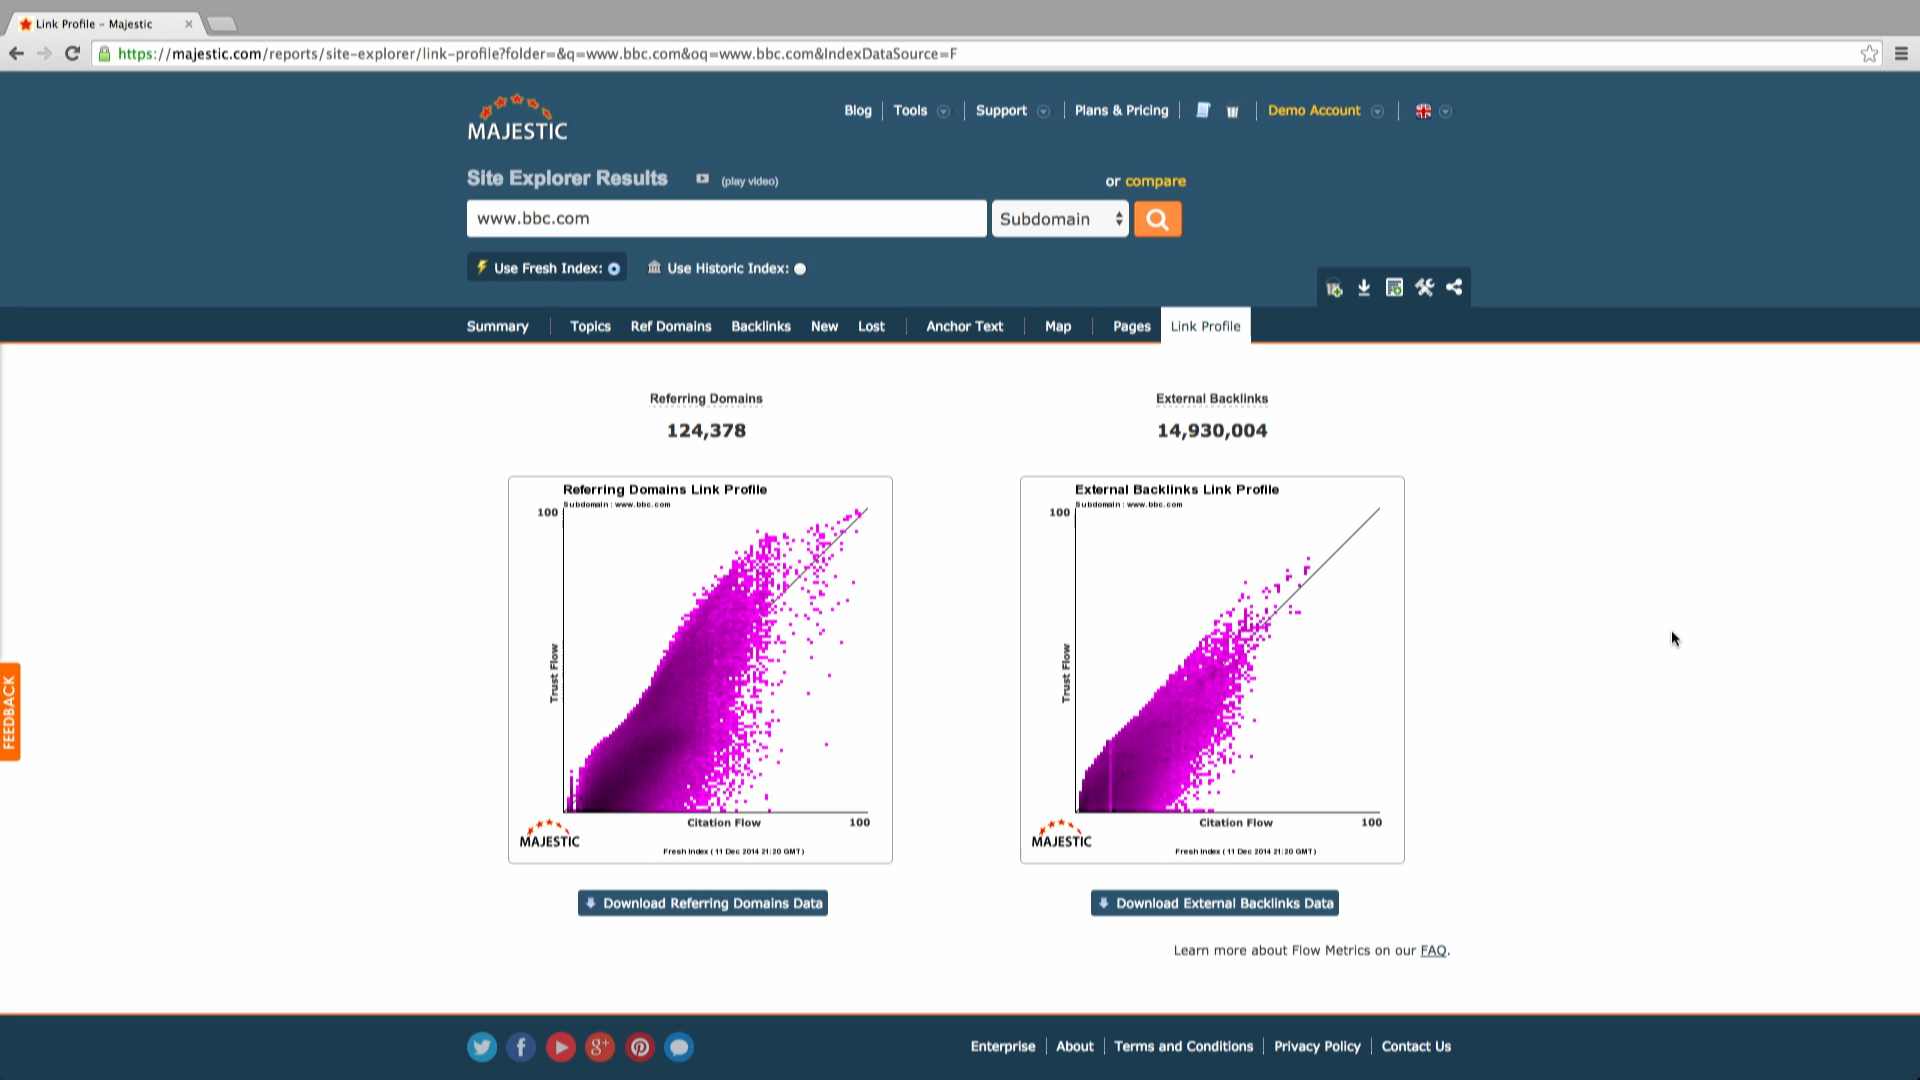 Link Profile - Majestic
https://majestic.com/reports/site-explorer/link-profile?folder=&q=www.bbc.com&oq=www.bbc.com&IndexDataSource=F
MAJESTIC
Blog Tools Support Plans & Pricing Demo Account
Site Explorer Results (play video) or compare
www.bbc.com Subdomain
Use Fresh Index: Use Historic Index:
Summary Topics Ref Domains Backlinks New Lost Anchor Text Map Pages Link Profile
Referring Domains
124,378
External Backlinks
14,930,004
Referring Domains Link Profile
Subdomain : www.bbc.com
100
Trust Flow
Citation Flow 100
MAJESTIC
Fresh Index ( 11 Dec 2014 21:20 GMT )
External Backlinks Link Profile
Subdomain : www.bbc.com
100
Trust Flow
Citation Flow 100
MAJESTIC
Fresh Index ( 11 Dec 2014 21:20 GMT )
Download Referring Domains Data
Download External Backlinks Data
Learn more about Flow Metrics on our FAQ.
FEEDBACK
Enterprise About Terms and Conditions Privacy Policy Contact Us